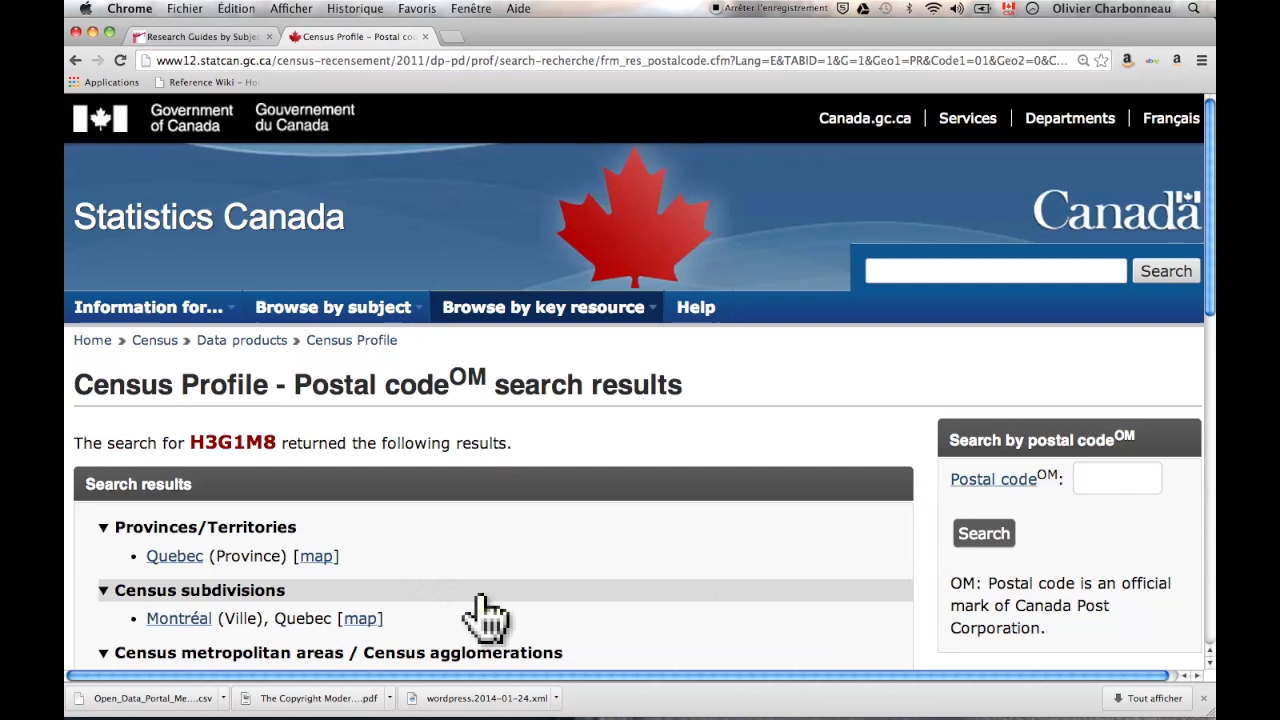 Chrome Fichier Édition Afficher Historique Favoris Fenêtre Aide Arrêter l'enregistrement Olivier Charbonneau
Research Guides by Subjec Census Profile - Postal co
www12.statcan.gc.ca/census-recensement/2011/dp-pd/prof/search-recherche/frm_res_postalcode.cfm?Lang=E&TABID=1&G=1&Geo1=PR&Code1=01&Geo2=0&C...
Applications Reference Wiki – Ho
Government of Canada
Gouvernement du Canada
Canada.gc.ca Services Departments Français
Statistics Canada
Canada
Search
Information for... Browse by subject Browse by key resource Help
Home » Census » Data products » Census Profile
Census Profile - Postal codeOM search results
The search for H3G1M8 returned the following results.
Search results
▼ Provinces/Territories
• Quebec (Province) [map]
▼ Census subdivisions
• Montréal (Ville), Quebec [map]
▼ Census metropolitan areas / Census agglomerations
Search by postal codeOM
Postal codeOM:
Search
OM: Postal code is an official
mark of Canada Post
Corporation.
Open_Data_Portal_Me....csv The Copyright Moder....pdf wordpress.2014-01-24.xml Tout afficher